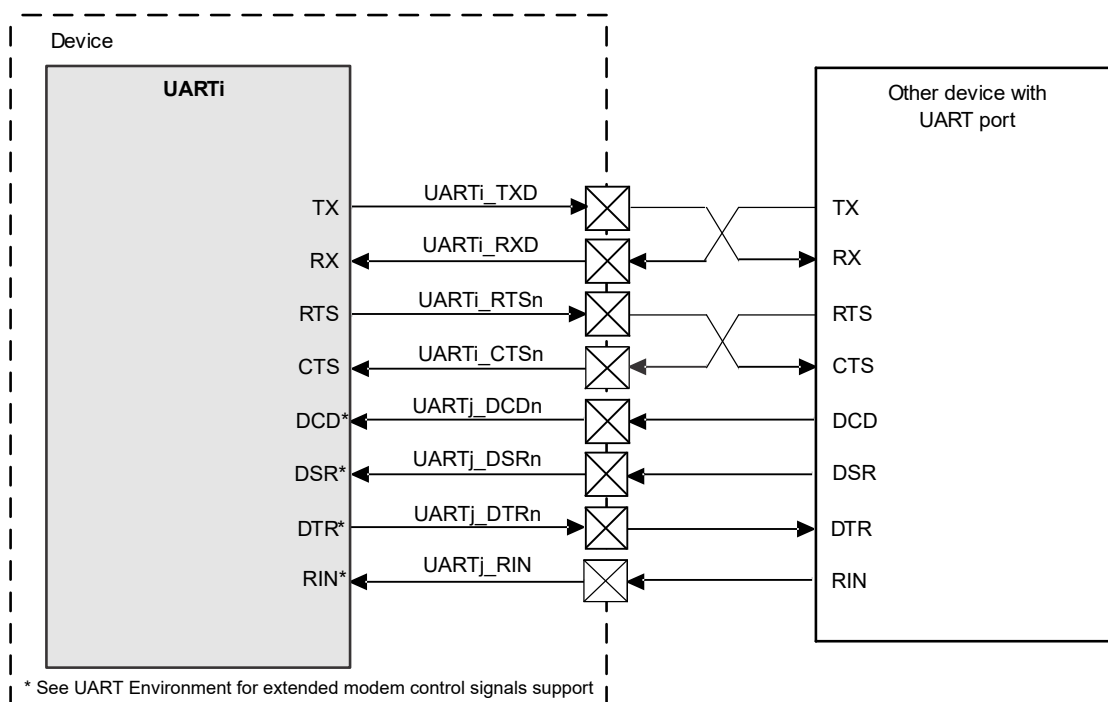 Device
UARTi
Other device with
UART port
TX UARTi_TXD TX
RX UARTi_RXD RX
RTS UARTi_RTSn RTS
CTS UARTi_CTSn CTS
DCD* UARTj_DCDn DCD
DSR* UARTj_DSRn DSR
DTR* UARTj_DTRn DTR
RIN* UARTj_RIN RIN
* See UART Environment for extended modem control signals support